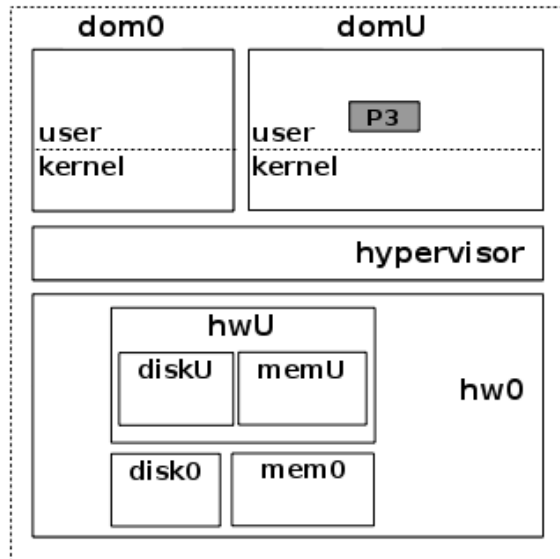 dom0 domU
P3
user user
kernel kernel
hypervisor
hwU
diskU memU
hw0
disk0 mem0